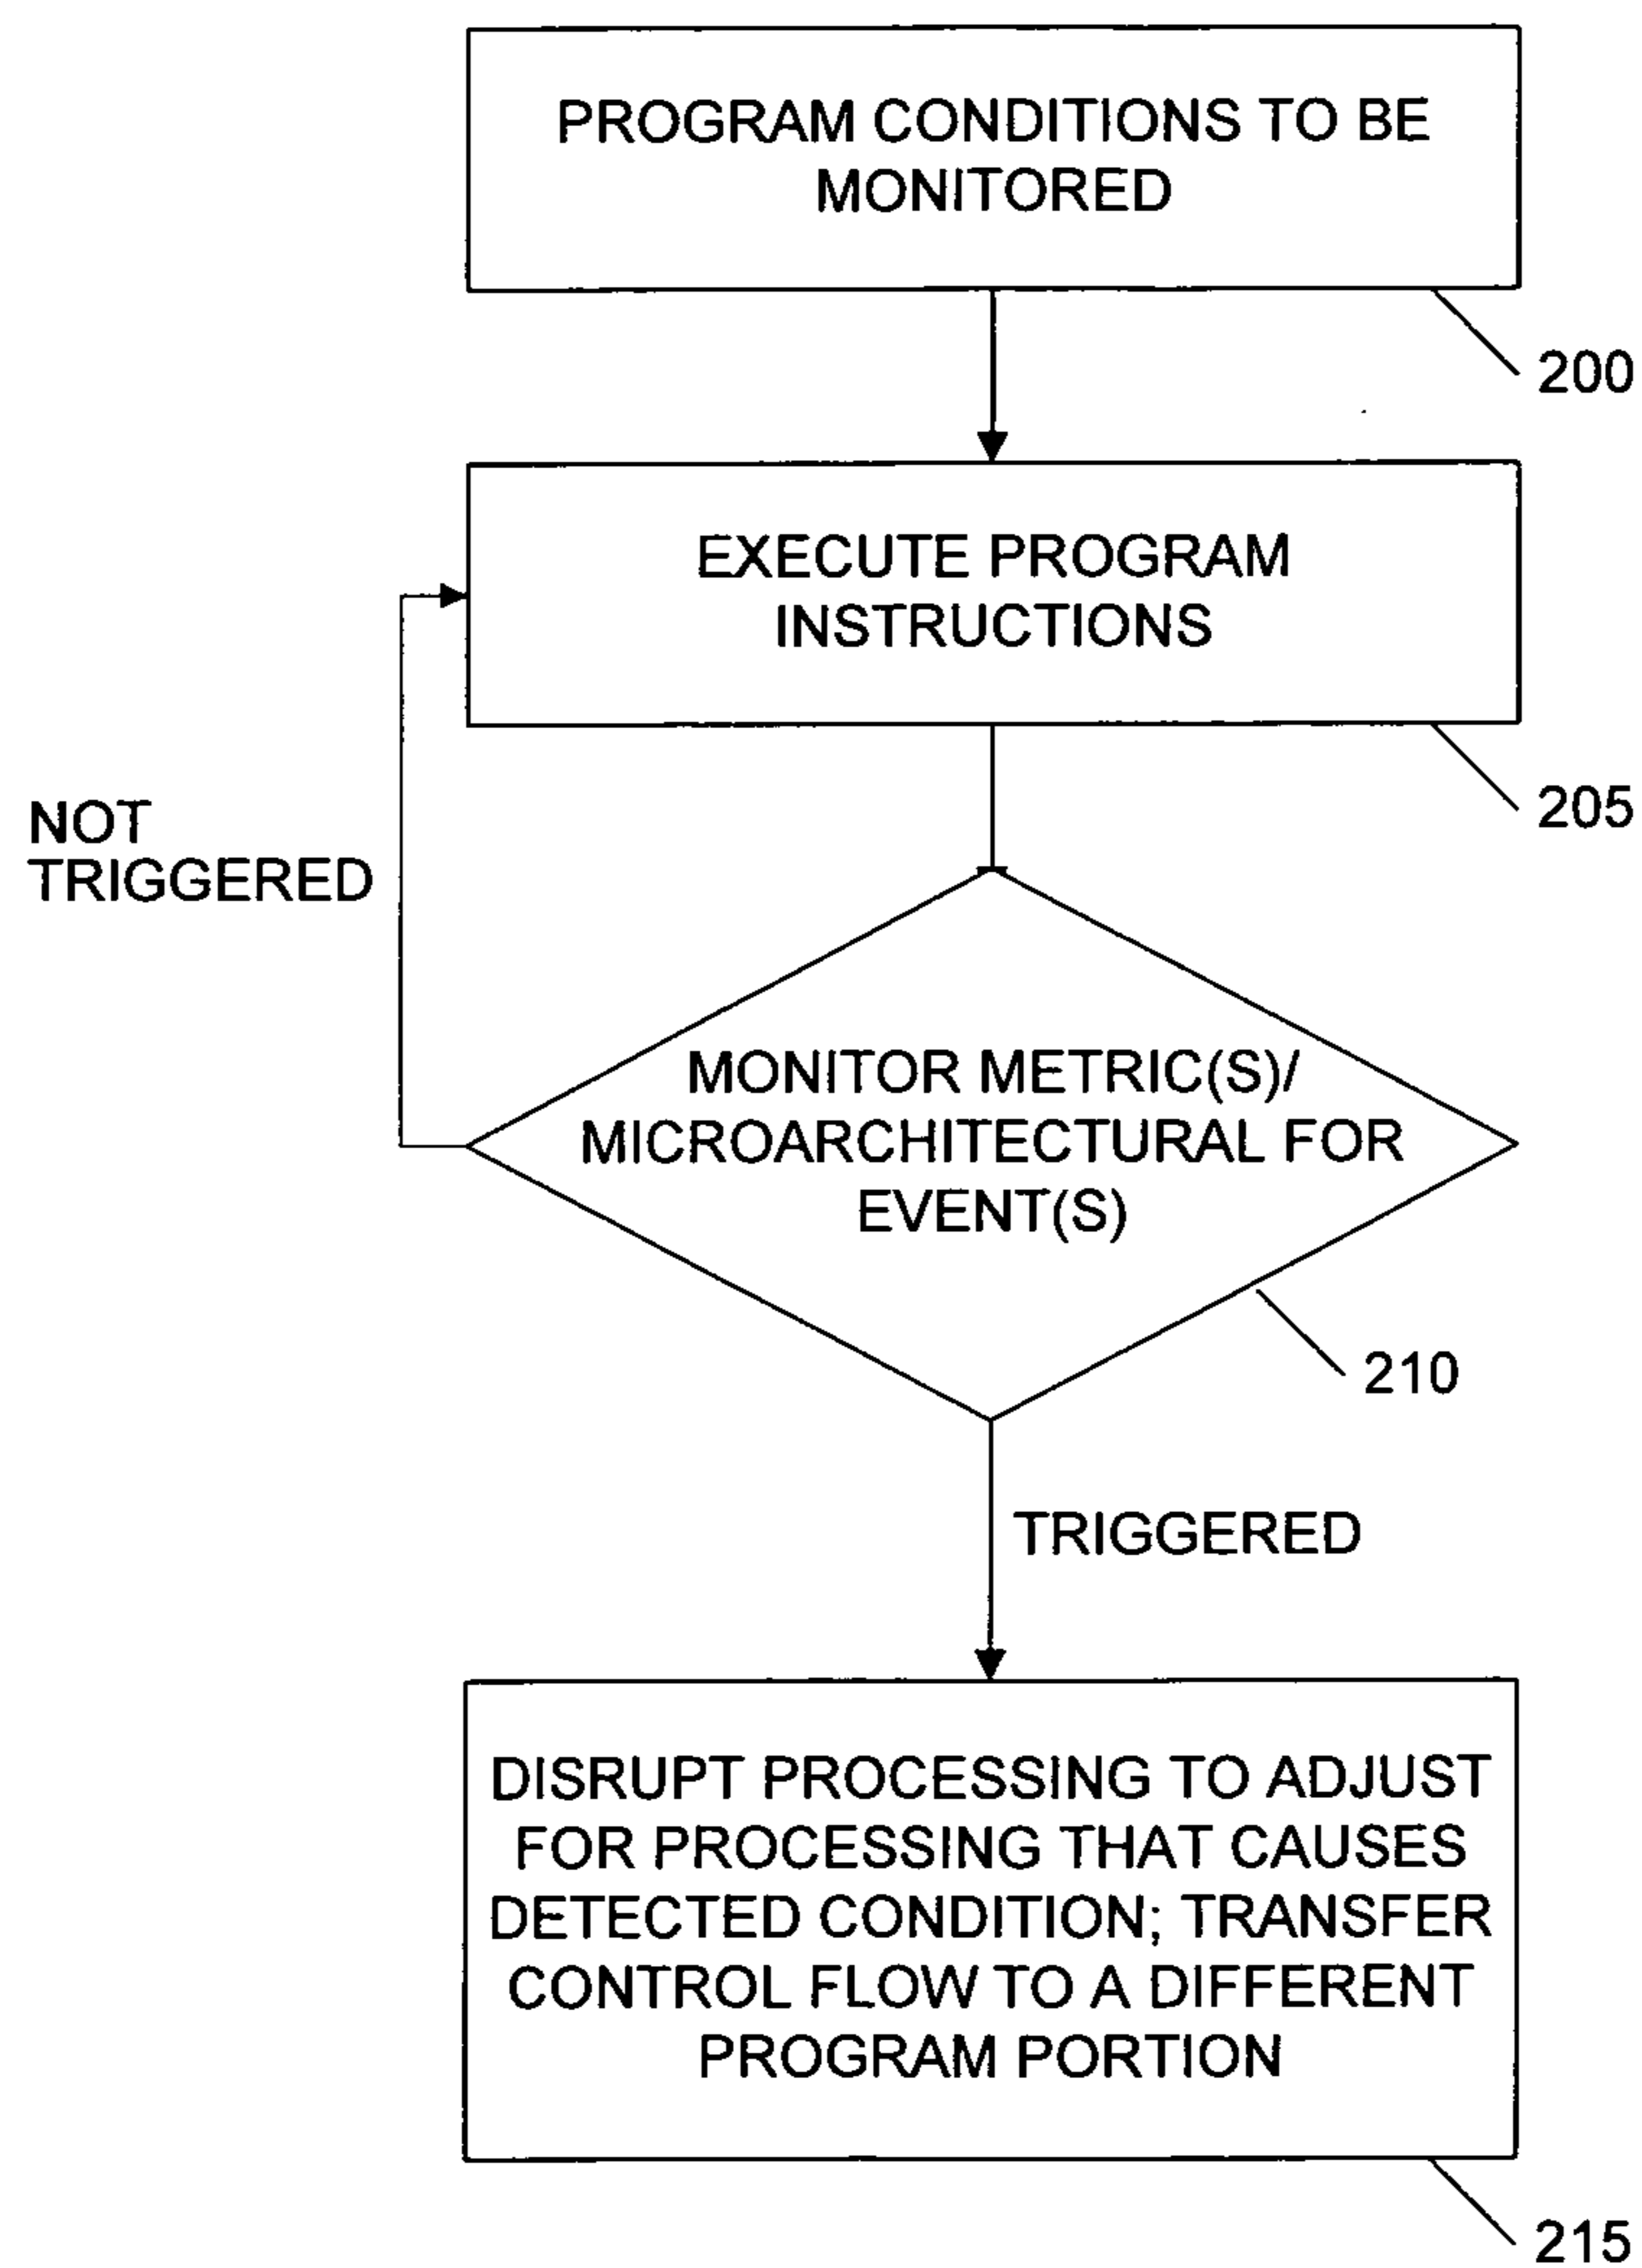 PROGRAM CONDITIONS TO BE
MONITORED
200
EXECUTE PROGRAM
INSTRUCTIONS
205
NOT
TRIGGERED
MONITOR METRIC(S)/
MICROARCHITECTURAL FOR
EVENT(S)
210
TRIGGERED
DISRUPT PROCESSING TO ADJUST
FOR PROCESSING THAT CAUSES
DETECTED CONDITION; TRANSFER
CONTROL FLOW TO A DIFFERENT
PROGRAM PORTION
215